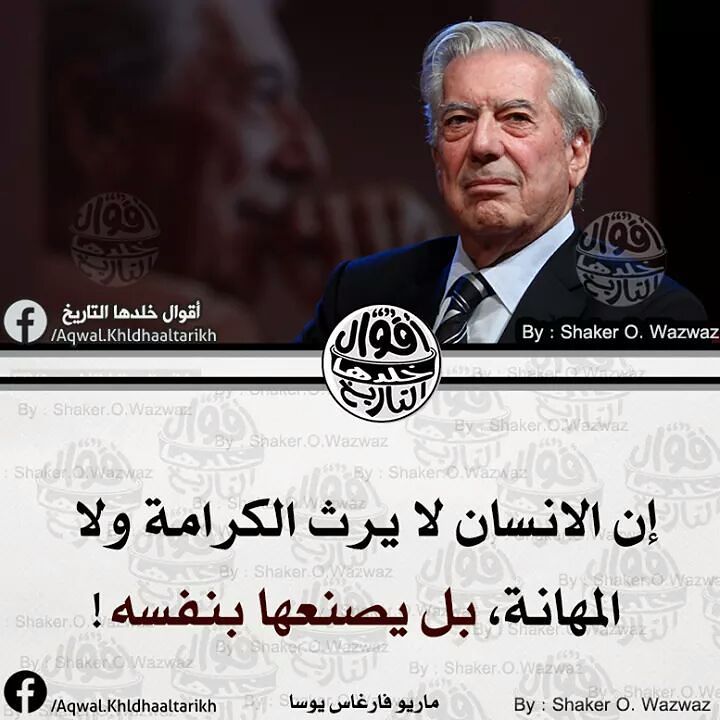 أقوال خلدها التاريخ
/Aqwal.Khldhaaltarikh
By : Shaker O. Wazwaz
أقوال خلدها التاريخ
إن الانسان لا يرث الكرامة ولا
المهانة، بل يصنعها بنفسه !
/Aqwal.Khldhaaltarikh
ماريو فارغاس يوسا
By : Shaker O. Wazwaz